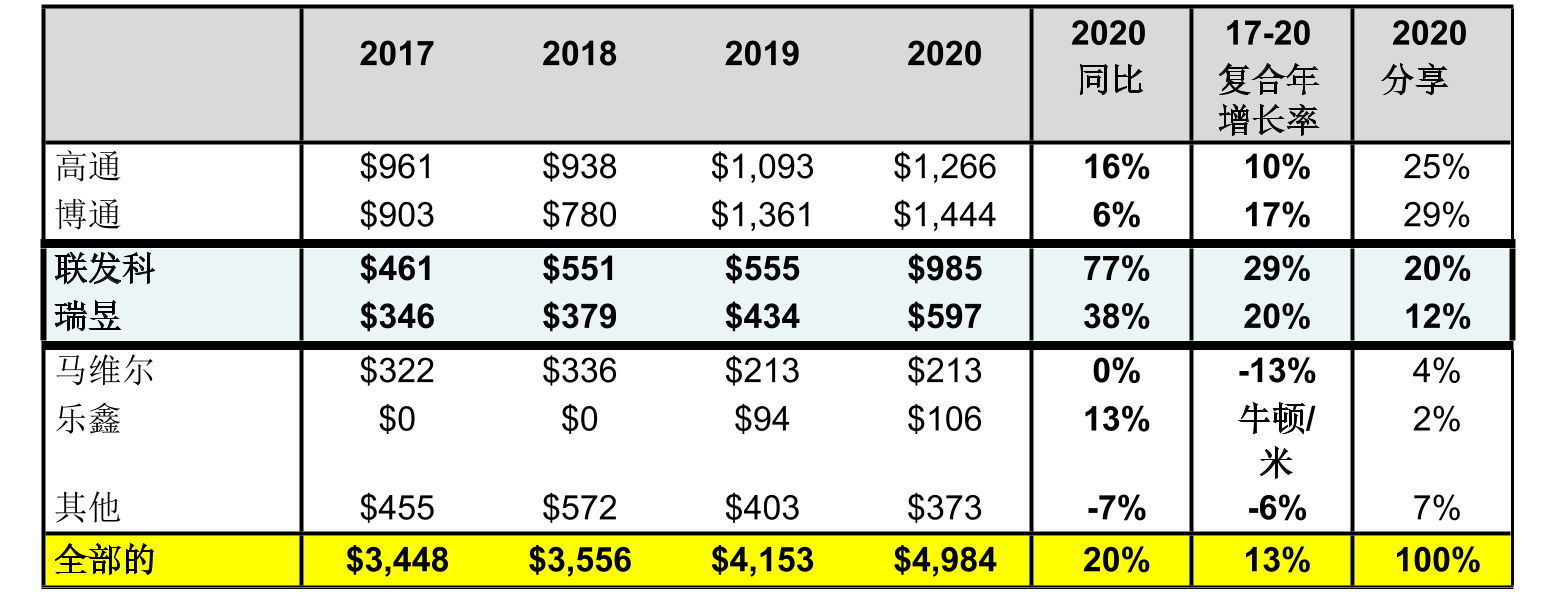 2017 2018 2019 2020 2020 同比 17-20 复合年增长率 2020 分享
高通 $961 $938 $1,093 $1,266 16% 10% 25%
博通 $903 $780 $1,361 $1,444 6% 17% 29%
联发科 $461 $551 $555 $985 77% 29% 20%
瑞昱 $346 $379 $434 $597 38% 20% 12%
马维尔 $322 $336 $213 $213 0% -13% 4%
乐鑫 $0 $0 $94 $106 13% 牛顿/米 2%
其他 $455 $572 $403 $373 -7% -6% 7%
全部的 $3,448 $3,556 $4,153 $4,984 20% 13% 100%